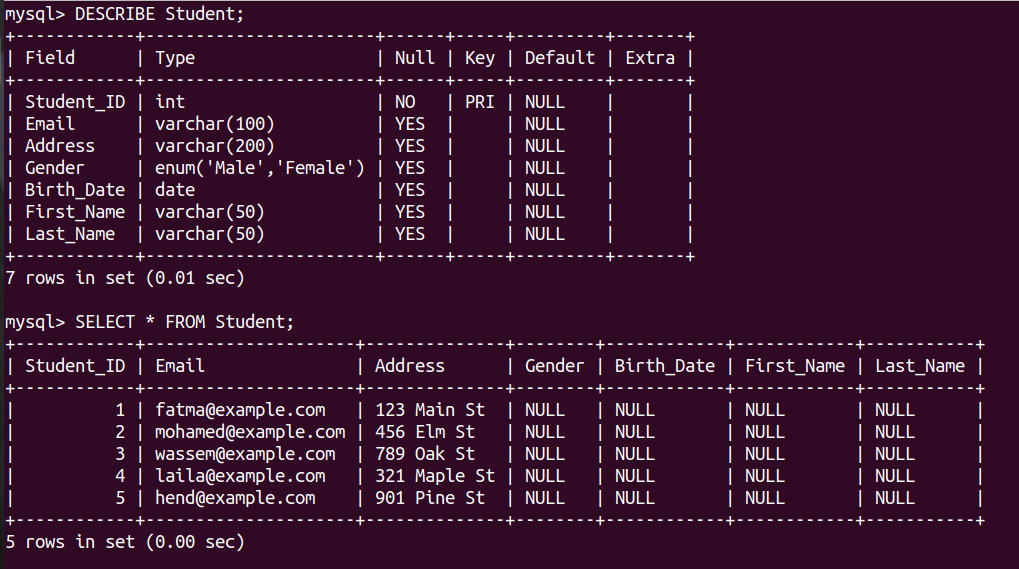 mysql> DESCRIBE Student;
+------------+-----------------------+------+-----+---------+-------+
| Field      | Type                  | Null | Key | Default | Extra |
+------------+-----------------------+------+-----+---------+-------+
| Student_ID | int                   | NO   | PRI | NULL    |       |
| Email      | varchar(100)          | YES  |     | NULL    |       |
| Address    | varchar(200)          | YES  |     | NULL    |       |
| Gender     | enum('Male','Female') | YES  |     | NULL    |       |
| Birth_Date | date                  | YES  |     | NULL    |       |
| First_Name | varchar(50)           | YES  |     | NULL    |       |
| Last_Name  | varchar(50)           | YES  |     | NULL    |       |
+------------+-----------------------+------+-----+---------+-------+
7 rows in set (0.01 sec)

mysql> SELECT * FROM Student;
+------------+---------------------+--------------+--------+------------+------------+-----------+
| Student_ID | Email               | Address      | Gender | Birth_Date | First_Name | Last_Name |
+------------+---------------------+--------------+--------+------------+------------+-----------+
|          1 | fatma@example.com   | 123 Main St  | NULL   | NULL       | NULL       | NULL      |
|          2 | mohamed@example.com | 456 Elm St   | NULL   | NULL       | NULL       | NULL      |
|          3 | wassem@example.com  | 789 Oak St   | NULL   | NULL       | NULL       | NULL      |
|          4 | laila@example.com   | 321 Maple St | NULL   | NULL       | NULL       | NULL      |
|          5 | hend@example.com    | 901 Pine St  | NULL   | NULL       | NULL       | NULL      |
+------------+---------------------+--------------+--------+------------+------------+-----------+
5 rows in set (0.00 sec)